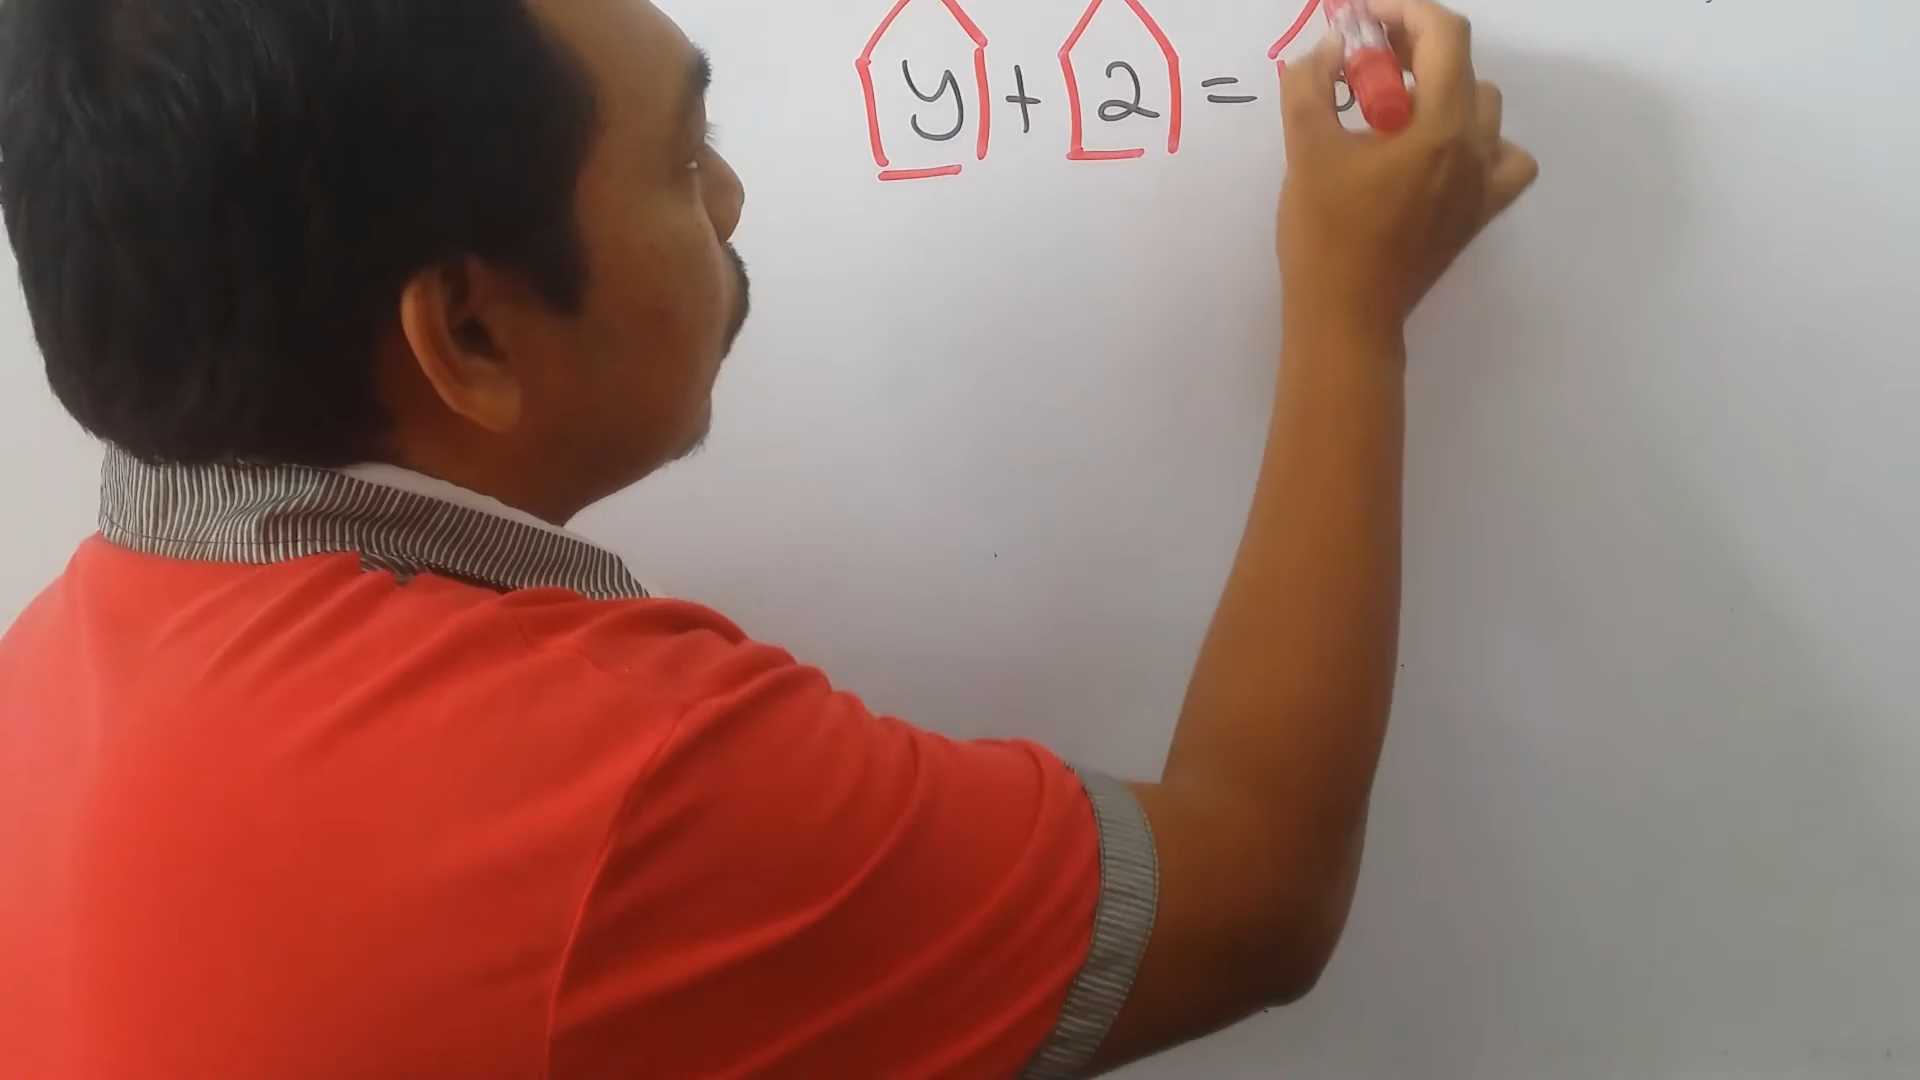 y + 2 =